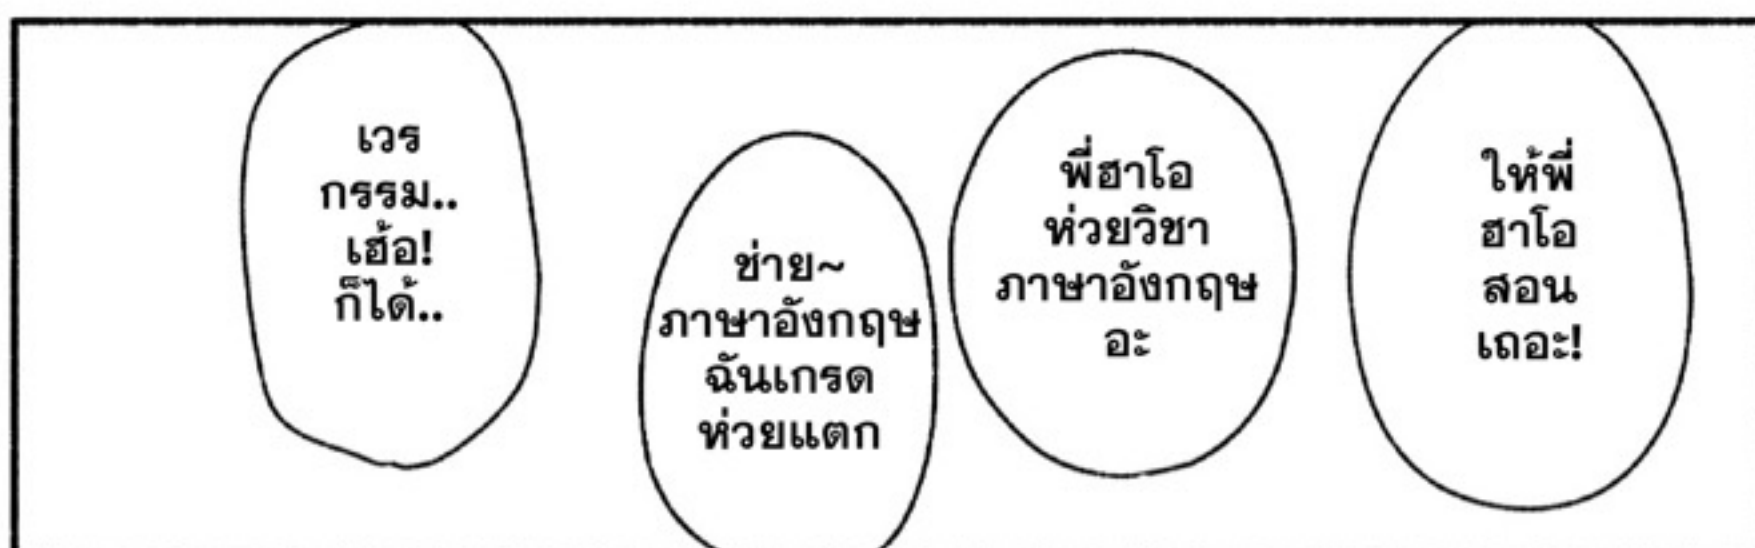 ให้พี่
ฮาโอ
สอน
เถอะ!
พี่ฮาโอ
ห่วยวิชา
ภาษาอังกฤษ
อะ
ข่าย~
ภาษาอังกฤษ
ฉันเกรด
ห่วยแตก
เวร
กรรม..
เฮ้อ!
ก็ได้..